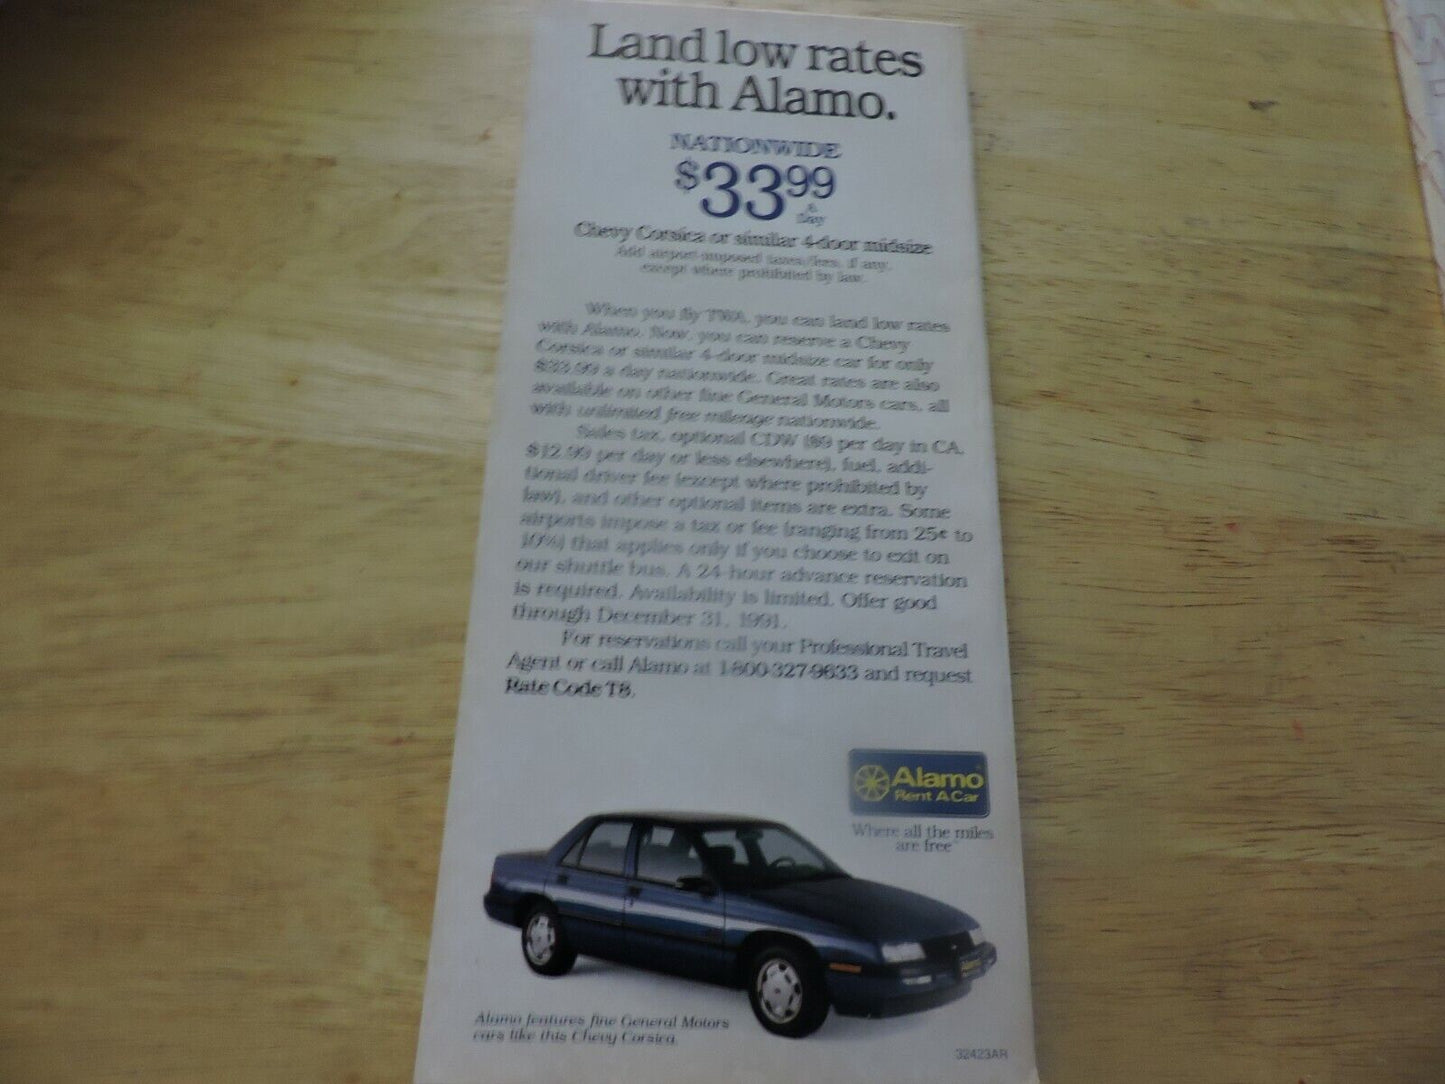 Land low rates
with Alamo.
NATIONWIDE
$33 99
A
Day
Chevy Corsica or similar 4-door midsize
Add airport-imposed taxes/fees, if any,
except where prohibited by law.
When you fly TWA, you can land low rates
with Alamo. Now, you can reserve a Chevy
Corsica or similar 4-door midsize car for only
$33.99 a day nationwide. Great rates are also
available on other fine General Motors cars, all
with unlimited free mileage nationwide.
Sales tax, optional CDW ($9 per day in CA,
$12.99 per day or less elsewhere), fuel, addi-
tional driver fee (except where prohibited by
law), and other optional items are extra. Some
airports impose a tax or fee (ranging from 25¢ to
10%) that applies only if you choose to exit on
our shuttle bus. A 24-hour advance reservation
is required. Availability is limited. Offer good
through December 31, 1991.
For reservations call your Professional Travel
Agent or call Alamo at 1-800-327-9633 and request
Rate Code T8.
Alamo
Rent A Car
Where all the miles
are free
Alamo features fine General Motors
cars like this Chevy Corsica.
32423AR